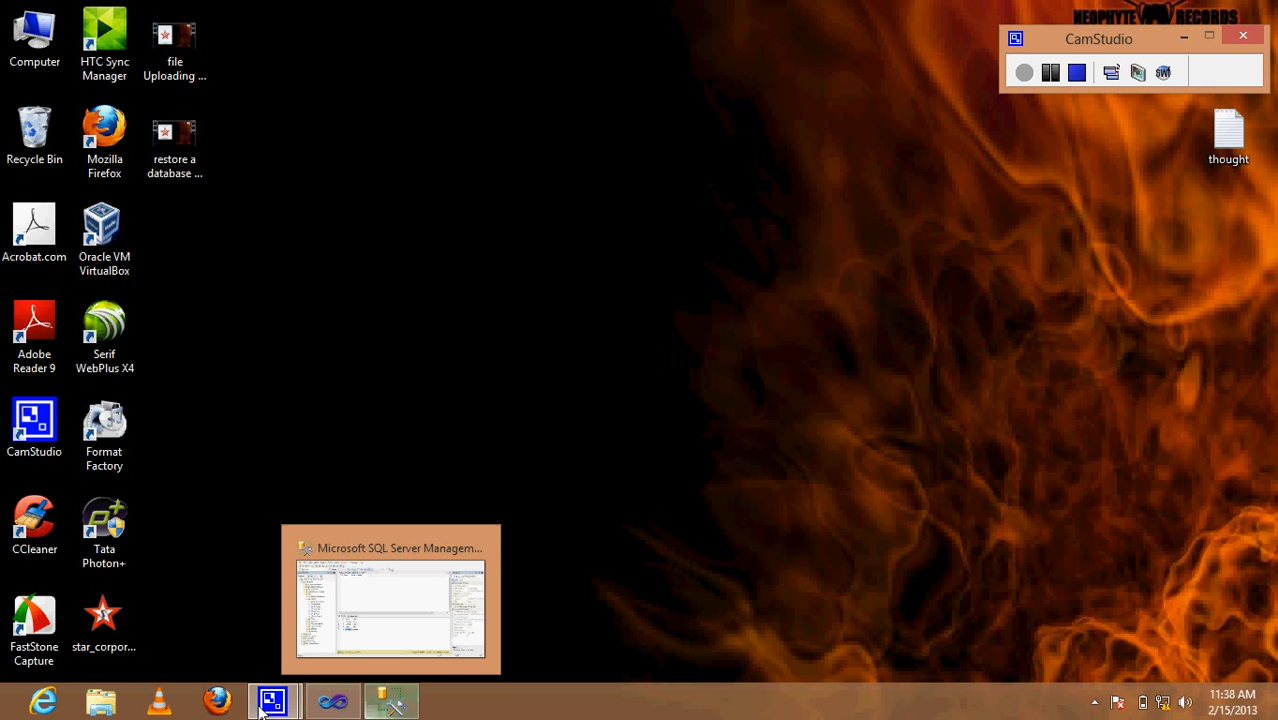 NEOPHYTE RECORDS
CamStudio
Computer
HTC Sync
Manager
file
Uploading ...
Recycle Bin
Mozilla
Firefox
restore a
database ...
thought
Acrobat.com
Oracle VM
VirtualBox
Adobe
Reader 9
Serif
WebPlus X4
CamStudio
Format
Factory
CCleaner
Tata
Photon+
FastStone
Capture
star_corpor...
Microsoft SQL Server Managem...
11:38 AM
2/15/2013